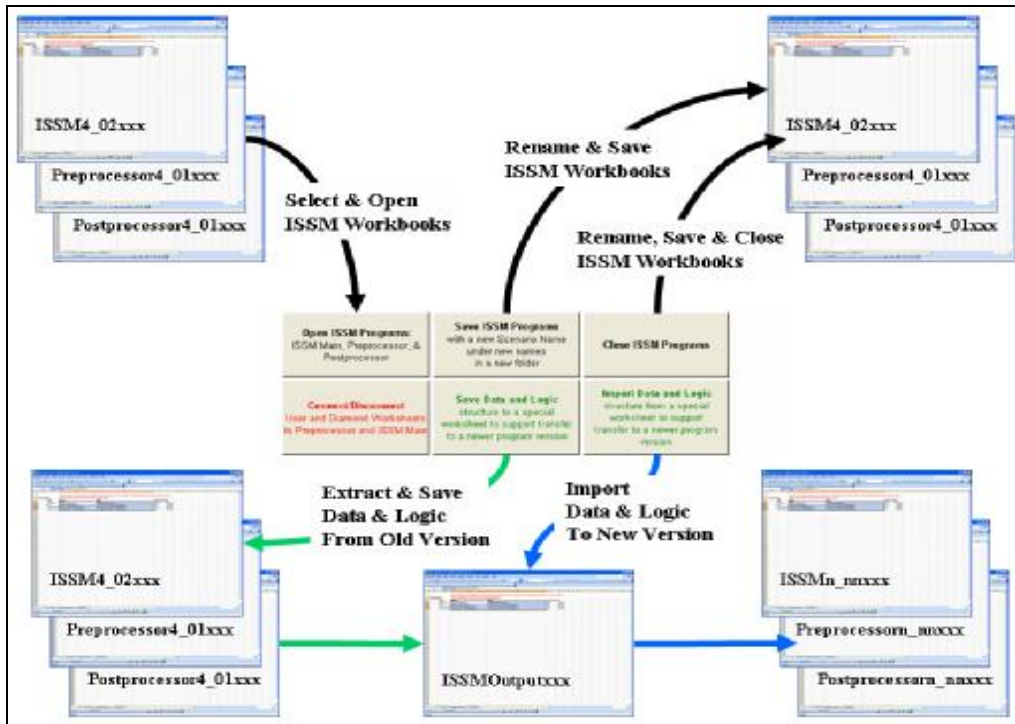 ISSM4_02xxx
Preprocessor4_01xxx
Postprocessor4_01xxx
Select & Open
ISSM Workbooks
Rename & Save
ISSM Workbooks
Rename, Save & Close
ISSM Workbooks
ISSM4_02xxx
Preprocessor4_01xxx
Postprocessor4_01xxx
Open ISSM Programs:
ISSM Main, Preprocessor, &
Postprocessor
Save ISSM Programs
with a new Scenario Name
under new names
in a new folder
Close ISSM Programs
Connect/Disconnect
User and Diamond Worksheets
to Preprocessor and ISSM Main
Save Data and Logic
structure to a special
worksheet to support transfer
to a newer program version
Import Data and Logic
structure from a special
worksheet to support
transfer to a newer program
version
Extract & Save
Data & Logic
From Old Version
Import
Data & Logic
To New Version
ISSM4_02xxx
Preprocessor4_01xxx
Postprocessor4_01xxx
ISSMOutputxxx
ISSMn_nnxxx
Preprocessorn_nnxxx
Postprocessorn_nnxxx